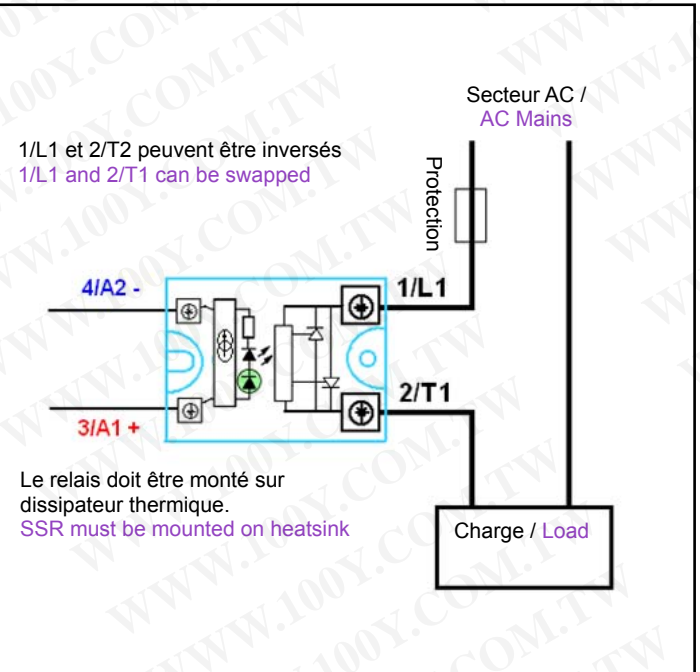 Secteur AC /
AC Mains
1/L1 et 2/T2 peuvent être inversés
1/L1 and 2/T1 can be swapped
Protection
4/A2 -
1/L1
2/T1
3/A1 +
Le relais doit être monté sur
dissipateur thermique.
SSR must be mounted on heatsink
Charge / Load
WWW.100Y.COM.TW